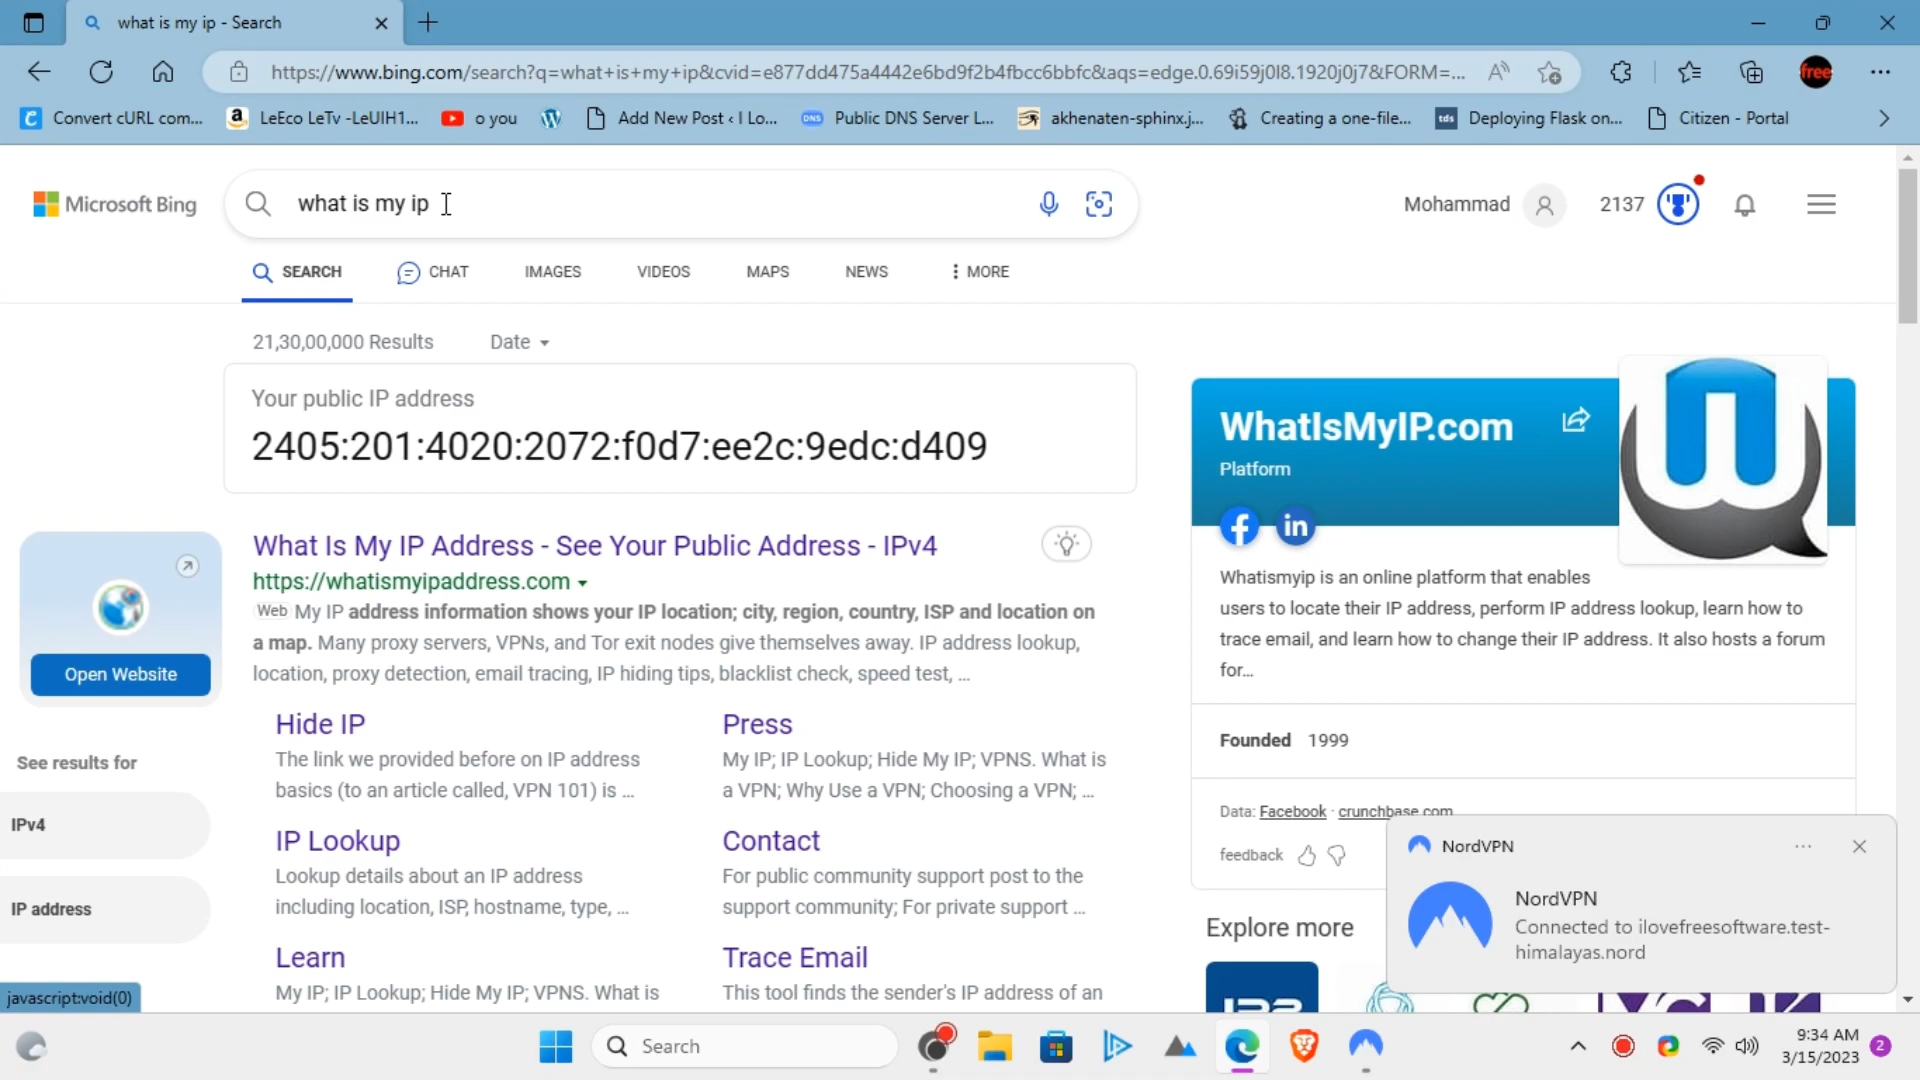 what is my ip - Search
https://www.bing.com/search?q=what+is+my+ip&cvid=e877dd475a4442e6bd9f2b4fbcc6bbfc&aqs=edge.0.69i59j0l8.1920j0j7&FORM=...
free
Convert cURL com...
LeEco LeTv -LeUIH1...
o you
Add New Post ‹ I Lo...
DNS
Public DNS Server L...
akhenaten-sphinx.j...
Creating a one-file...
tds
Deploying Flask on...
Citizen - Portal
Microsoft Bing
what is my ip
Mohammad
2137
SEARCH
CHAT
IMAGES
VIDEOS
MAPS
NEWS
MORE
21,30,00,000 Results
Date
Your public IP address
2405:201:4020:2072:f0d7:ee2c:9edc:d409
What Is My IP Address - See Your Public Address - IPv4
https://whatismyipaddress.com
Web My IP address information shows your IP location; city, region, country, ISP and location on
a map. Many proxy servers, VPNs, and Tor exit nodes give themselves away. IP address lookup,
location, proxy detection, email tracing, IP hiding tips, blacklist check, speed test, ...
Open Website
See results for
IPv4
IP address
Hide IP
The link we provided before on IP address
basics (to an article called, VPN 101) is ...
Press
My IP; IP Lookup; Hide My IP; VPNS. What is
a VPN; Why Use a VPN; Choosing a VPN; ...
IP Lookup
Lookup details about an IP address
including location, ISP, hostname, type, ...
Contact
For public community support post to the
support community; For private support ...
Learn
My IP; IP Lookup; Hide My IP; VPNS. What is
Trace Email
This tool finds the sender's IP address of an
WhatIsMyIP.com
Platform
Whatismyip is an online platform that enables
users to locate their IP address, perform IP address lookup, learn how to
trace email, and learn how to change their IP address. It also hosts a forum
for...
Founded 1999
Data: Facebook · crunchbase.com
feedback
Explore more
NordVPN
NordVPN
Connected to ilovefreesoftware.test-
himalayas.nord
javascript:void(0)
Search
9:34 AM
3/15/2023
2